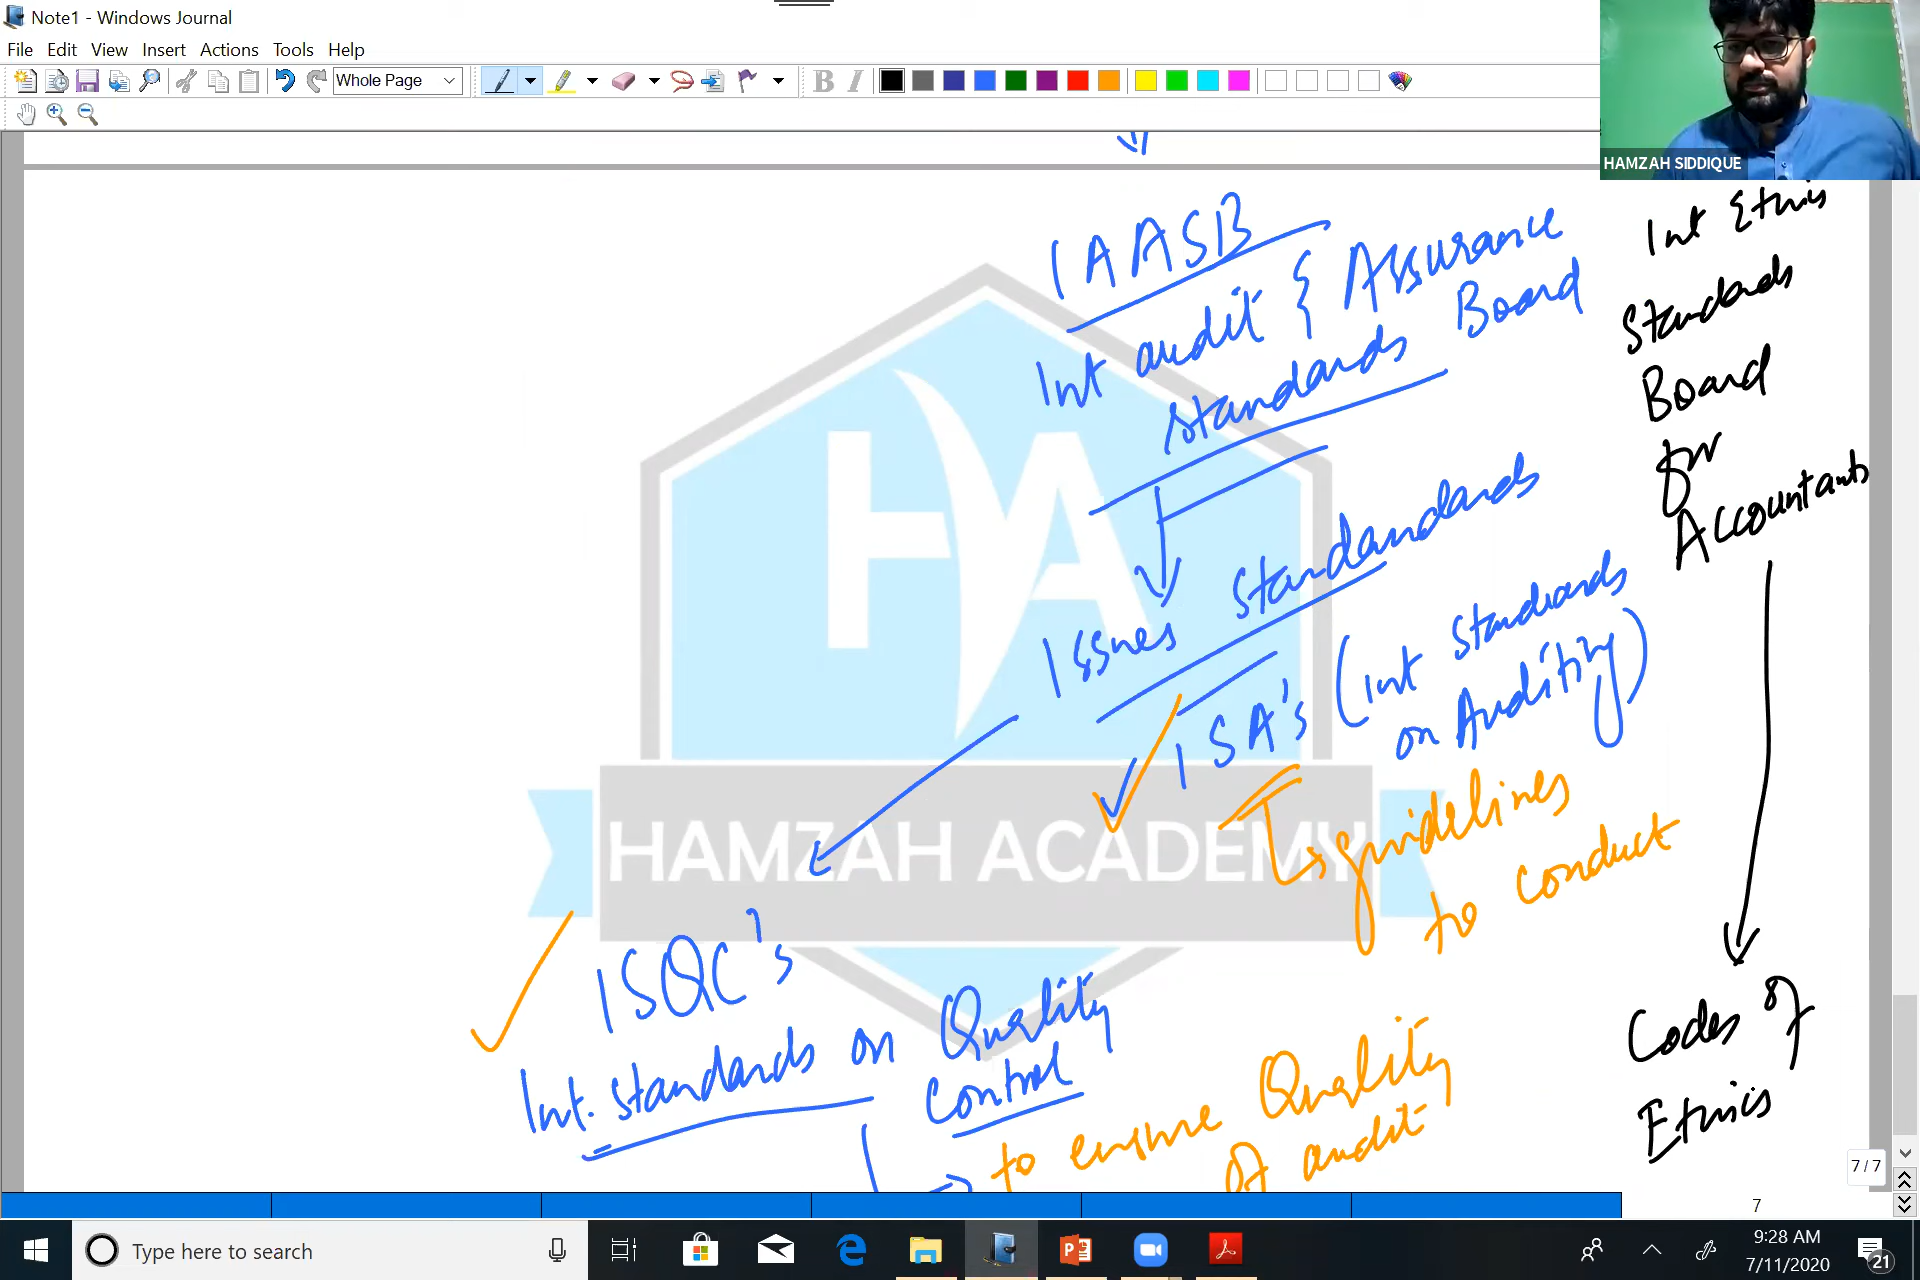 Note1 - Windows Journal
File Edit View Insert Actions Tools Help
Whole Page
B I
HAMZAH SIDDIQUE
IAASB
Int audit & Assurance
standards Board
Issues standandards
ISA's (Int standards
on Auditing)
guidelines
to conduct
ISQC's
Int. standards on Quality
control
to ensure Quality
of audit
Int Ethis
Standards
Board
for
Accountants
Codes of
Ethics
HA
HAMZAH ACADEMY
7 / 7
7
Type here to search
9:28 AM
7/11/2020
21